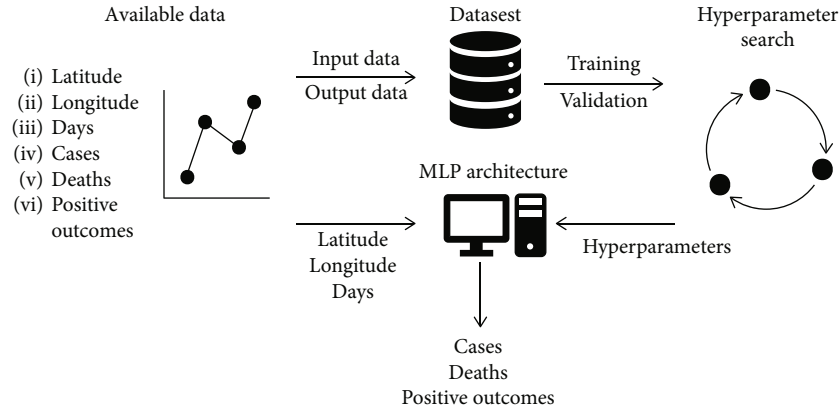 Available data
(i) Latitude
(ii) Longitude
(iii) Days
(iv) Cases
(v) Deaths
(vi) Positive
outcomes
Input data
Output data
Datasest
Training
Validation
Hyperparameter
search
Latitude
Longitude
Days
MLP architecture
Hyperparameters
Cases
Deaths
Positive outcomes